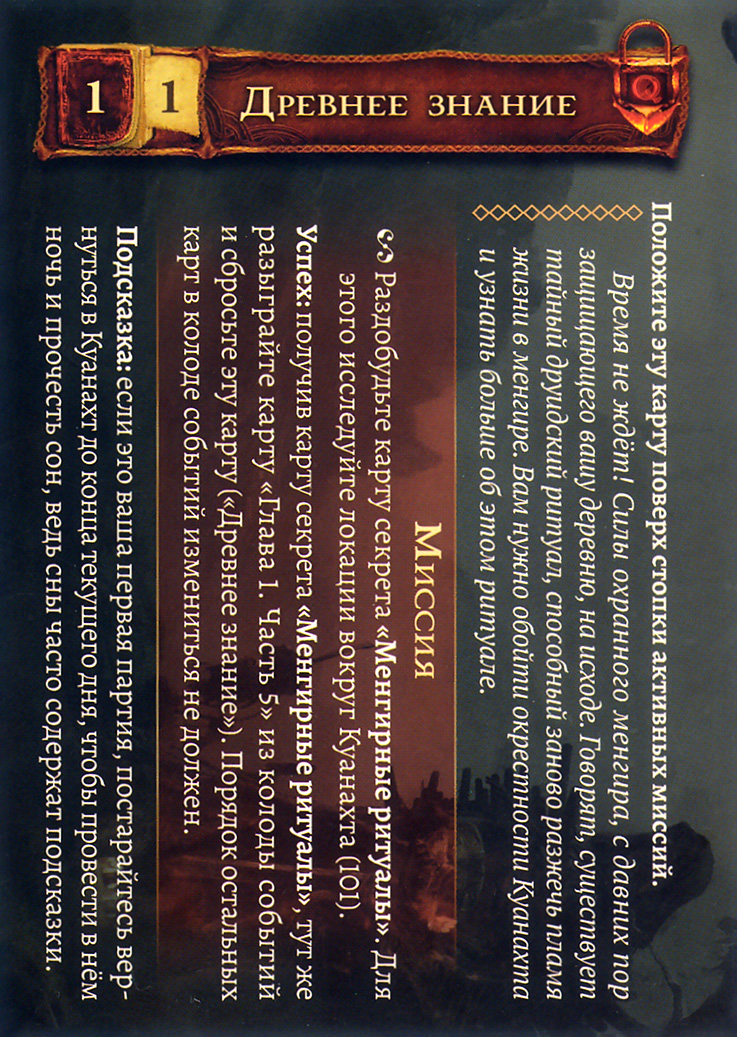 1 1 ДРЕВНЕЕ ЗНАНИЕ Q
Положите эту карту поверх стопки активных миссий.
Время не ждёт! Силы охранного менгира, с давних пор
защищающего вашу деревню, на исходе. Говорят, существует
тайный друидский ритуал, способный заново разжечь пламя
жизни в менгире. Вам нужно обойти окрестности Куанахта
и узнать больше об этом ритуале.
Миссия
Раздобудьте карту секрета «Менгирные ритуалы». Для
этого исследуйте локации вокруг Куанахта (101).
Успех: получив карту секрета «Менгирные ритуалы», тут же
разыграйте карту «Глава 1. Часть 5» из колоды событий
и сбросьте эту карту («Древнее знание»). Порядок остальных
карт в колоде событий измениться не должен.
Подсказка: если это ваша первая партия, постарайтесь вер-
нуться в Куанахт до конца текущего дня, чтобы провести в нём
ночь и прочесть сон, ведь сны часто содержат подсказки.